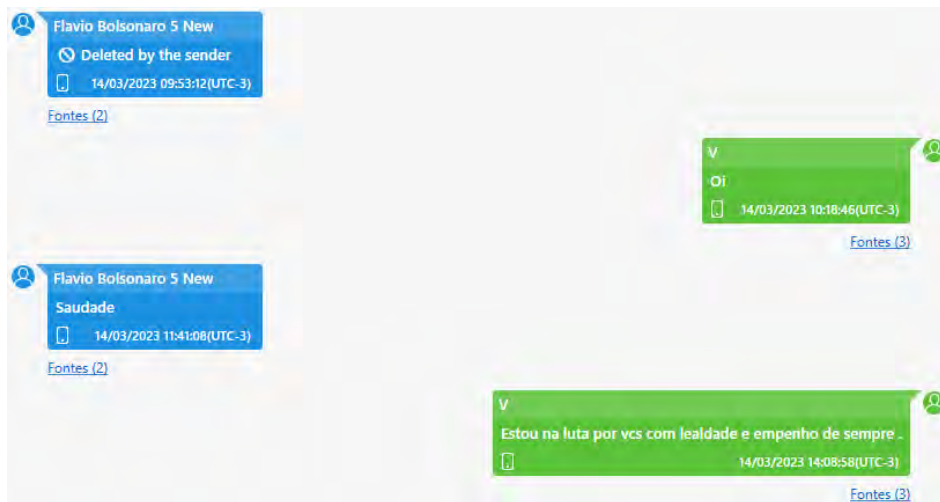 Flavio Bolsonaro 5 New
Deleted by the sender
14/03/2023 09:53:12(UTC-3)
Fontes (2)
V
Oi
14/03/2023 10:18:46(UTC-3)
Fontes (3)
Flavio Bolsonaro 5 New
Saudade
14/03/2023 11:41:08(UTC-3)
Fontes (2)
V
Estou na luta por vcs com lealdade e empenho de sempre .
14/03/2023 14:08:58(UTC-3)
Fontes (3)